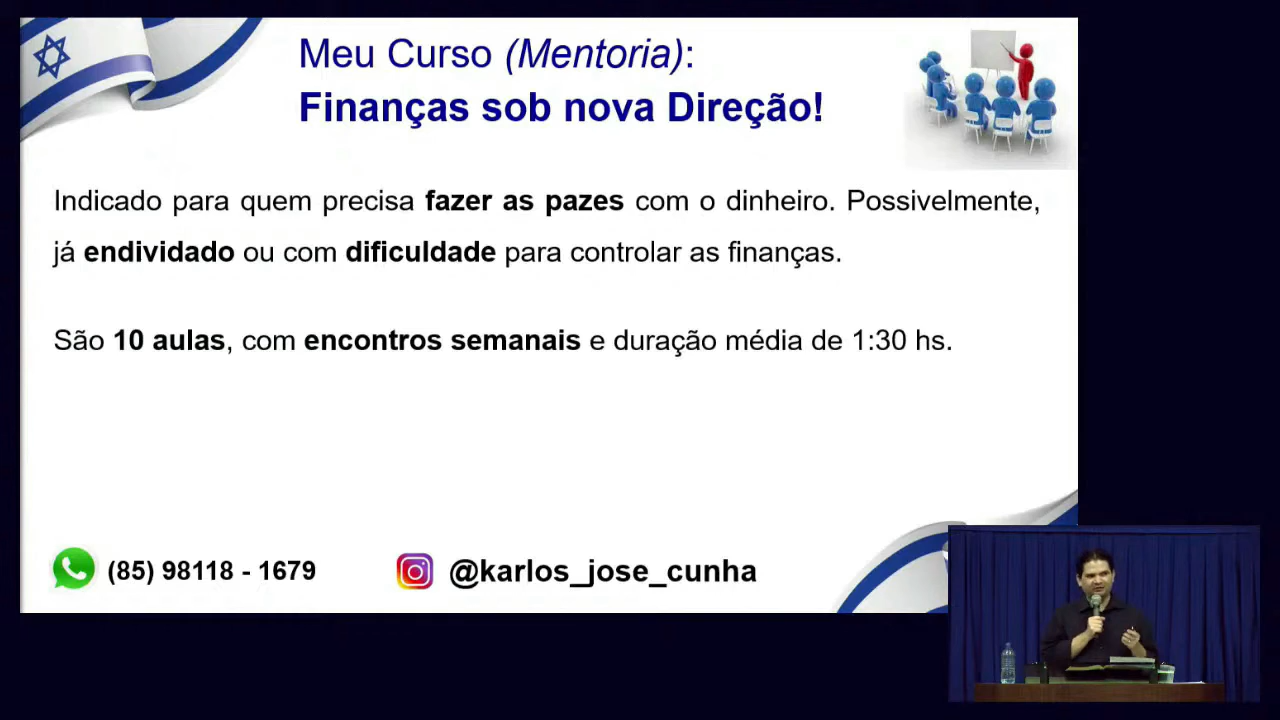 Meu Curso (Mentoria):
Finanças sob nova Direção!
Indicado para quem precisa fazer as pazes com o dinheiro. Possivelmente,
já endividado ou com dificuldade para controlar as finanças.
São 10 aulas, com encontros semanais e duração média de 1:30 hs.
(85) 98118 - 1679
@karlos_jose_cunha